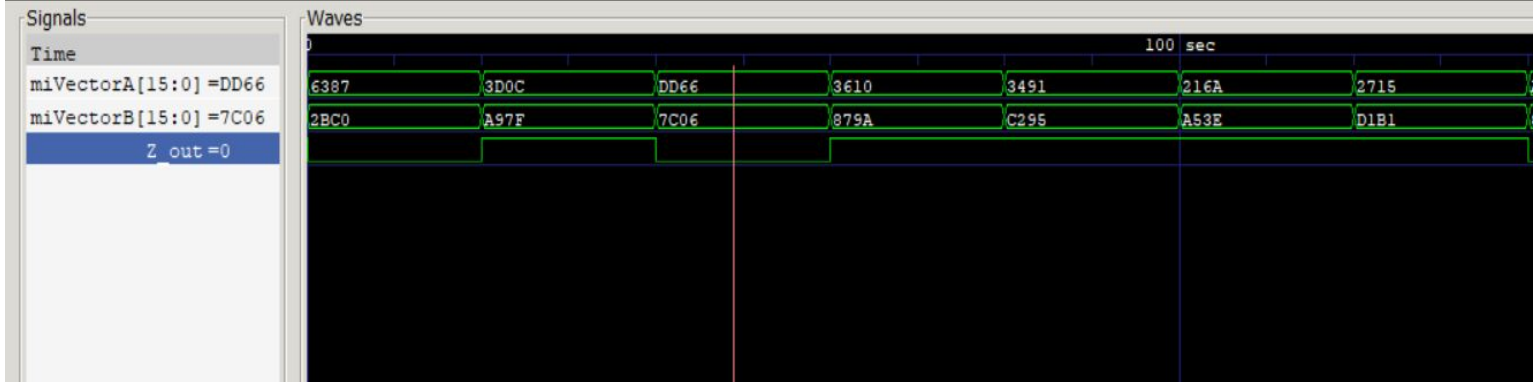 Signals
Waves
Time
0
100 sec
miVectorA[15:0] =DD66
6387 3D0C DD66 3610 3491 216A 2715
miVectorB[15:0] =7C06
2BC0 A97F 7C06 879A C295 A53E D1B1
Z_out =0